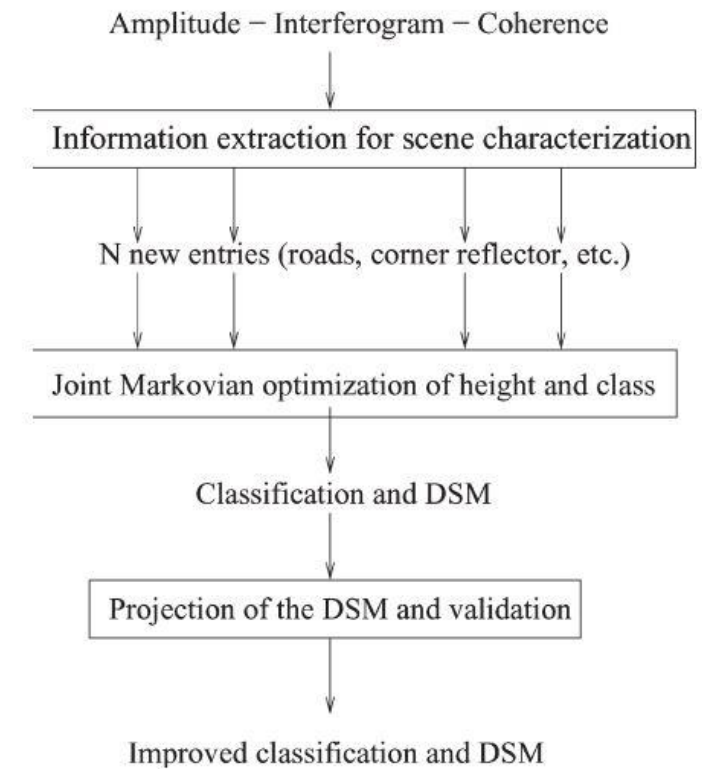 Amplitude − Interferogram − Coherence
Information extraction for scene characterization
N new entries (roads, corner reflector, etc.)
Joint Markovian optimization of height and class
Classification and DSM
Projection of the DSM and validation
Improved classification and DSM